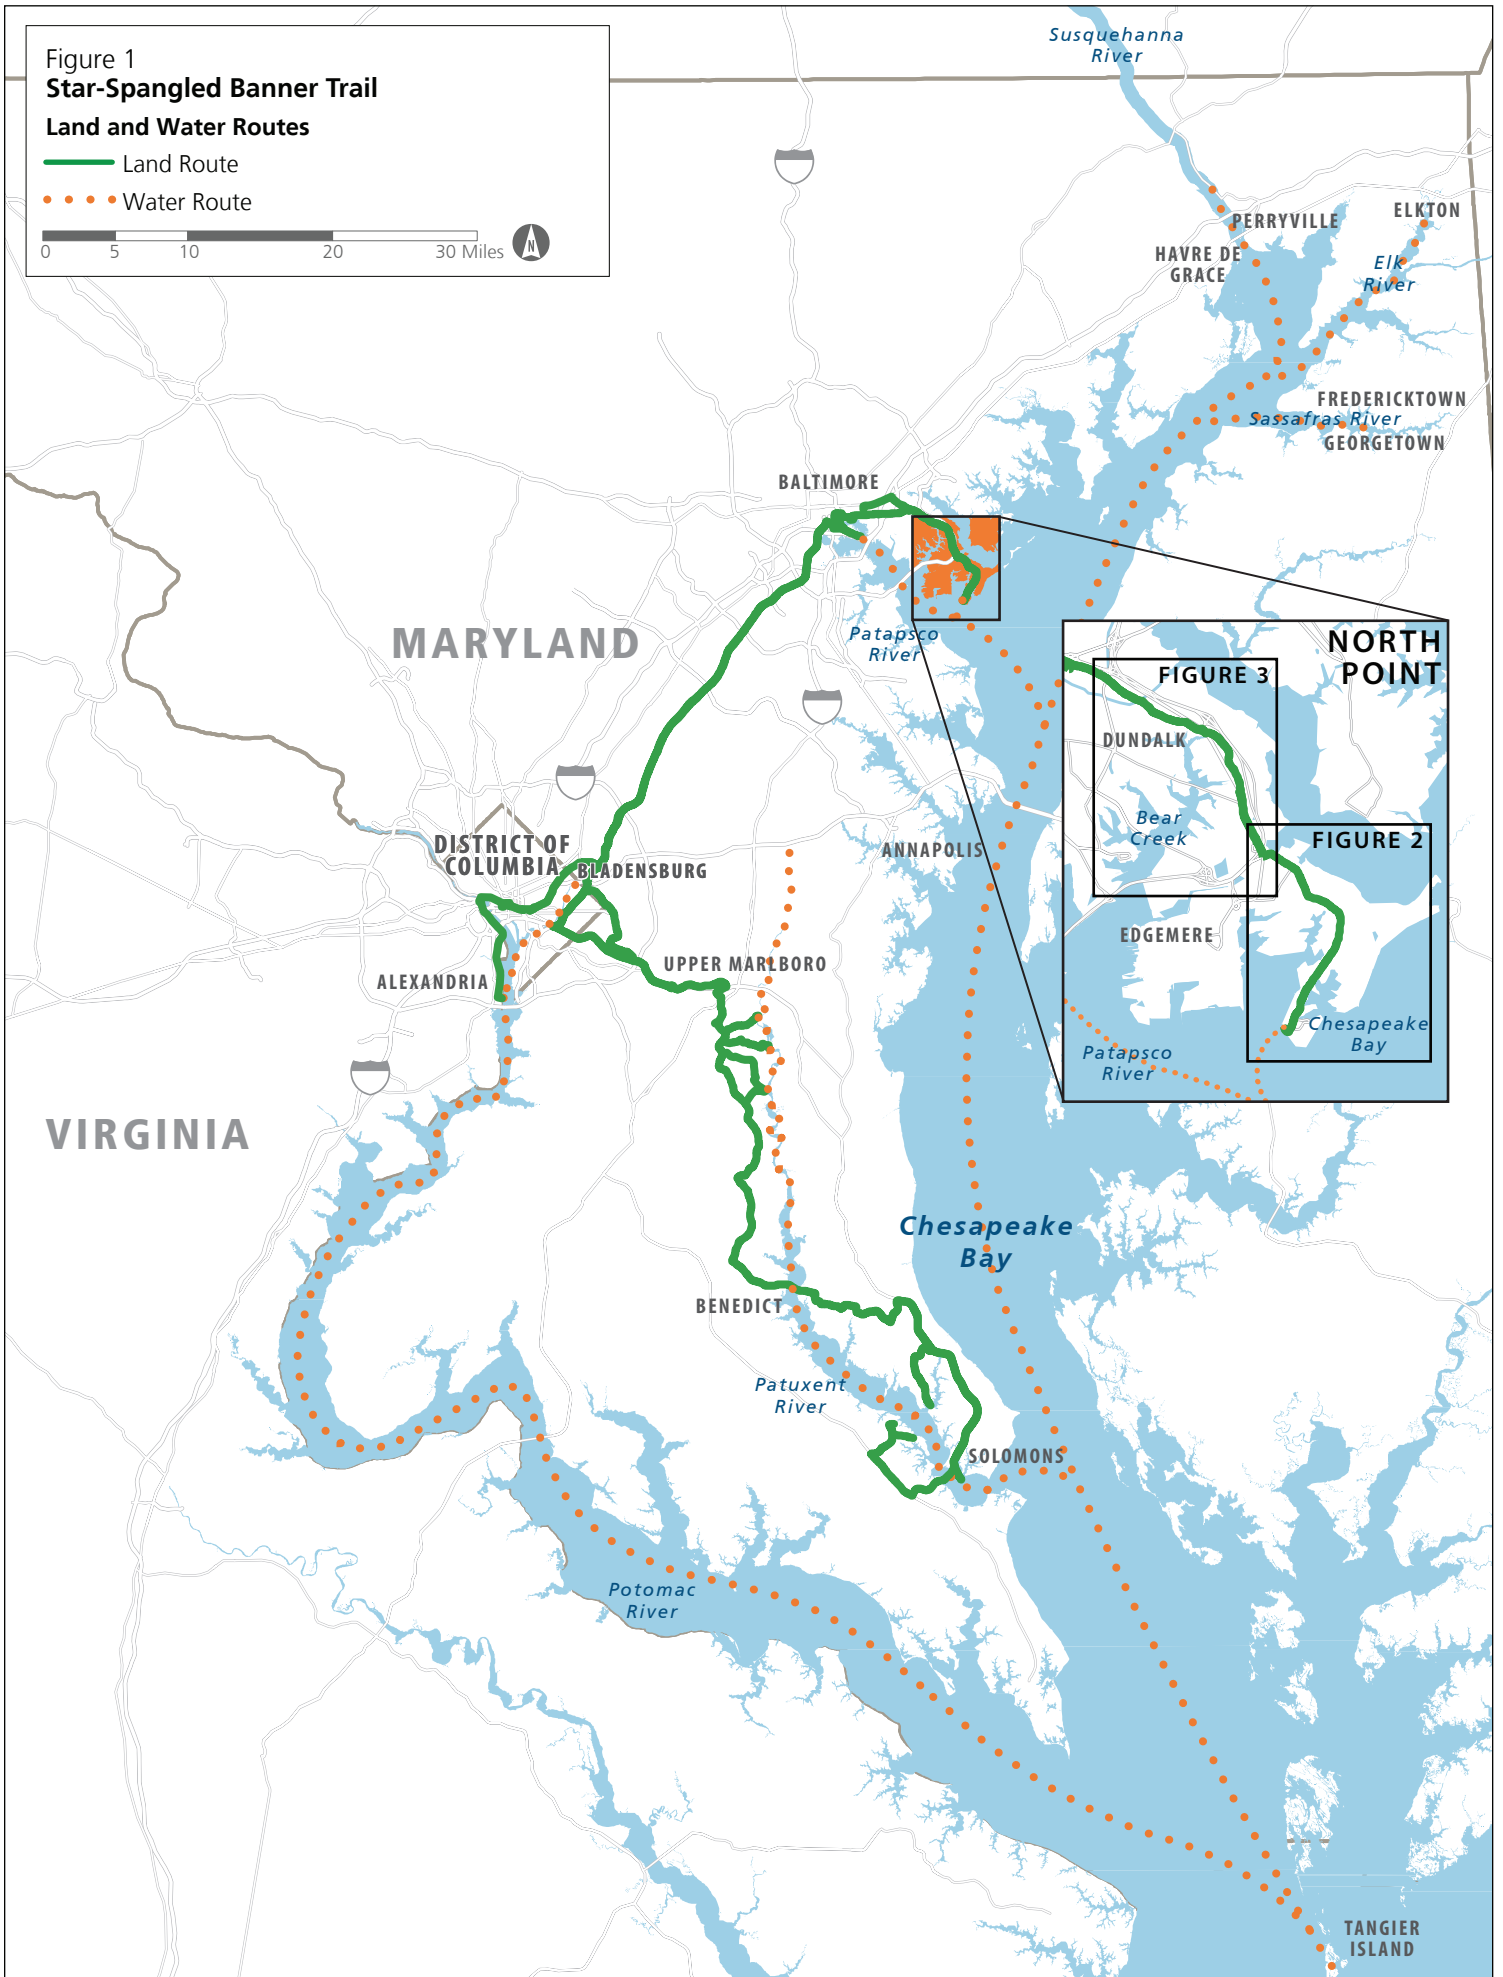 Figure 1
Star-Spangled Banner Trail
Land and Water Routes
Land Route
Water Route
0 5 10 20 30 Miles
N
Susquehanna
River
PERRYVILLE
ELKTON
HAVRE DE
GRACE
Elk
River
FREDERICKTOWN
Sassafras River
GEORGETOWN
BALTIMORE
MARYLAND
Patapsco
River
NORTH
POINT
FIGURE 3
DUNDALK
Bear
Creek
FIGURE 2
EDGEMERE
Chesapeake
Bay
Patapsco
River
DISTRICT OF
COLUMBIA
BLADENSBURG
ANNAPOLIS
ALEXANDRIA
UPPER MARLBORO
VIRGINIA
Chesapeake
Bay
BENEDICT
Patuxent
River
SOLOMONS
Potomac
River
TANGIER
ISLAND